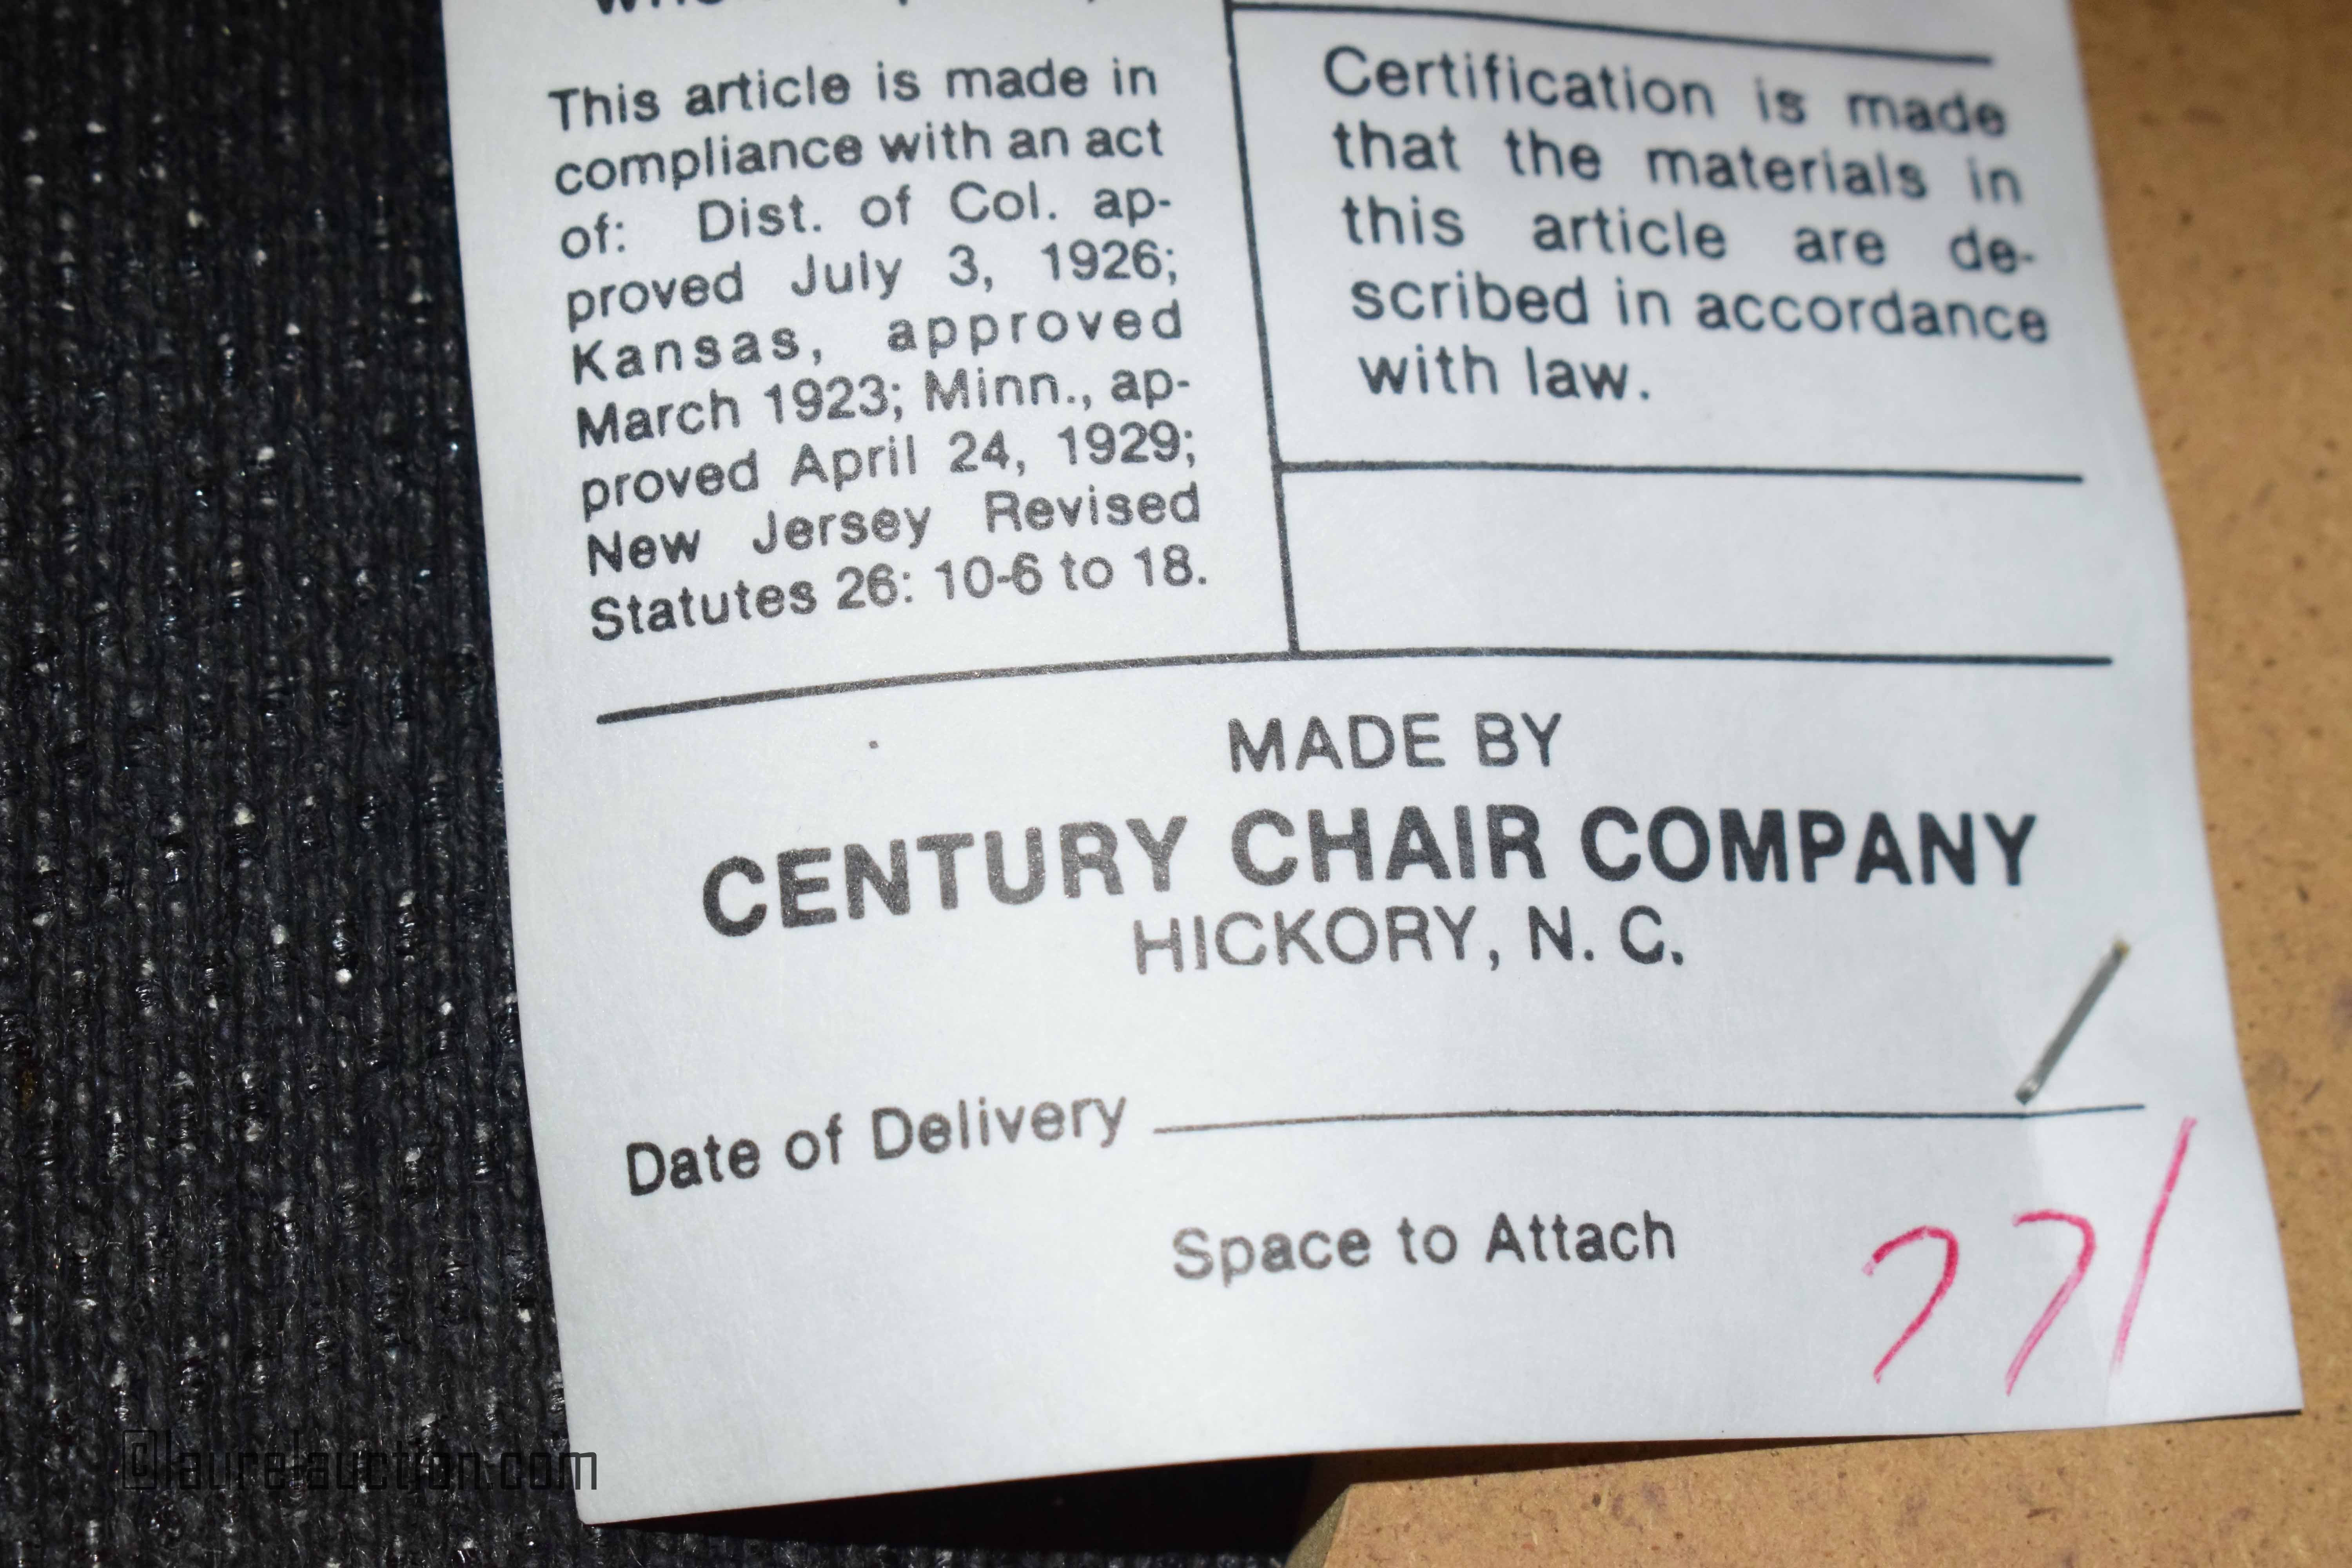 This article is made in
compliance with an act
of: Dist. of Col. ap-
proved July 3, 1926;
Kansas, approved
March 1923; Minn., ap-
proved April 24, 1929;
New Jersey Revised
Statutes 26: 10-6 to 18.
Certification is made
that the materials in
this article are de-
scribed in accordance
with law.
MADE BY
CENTURY CHAIR COMPANY
HICKORY, N. C.
Date of Delivery
Space to Attach
771
©laurelauction.com